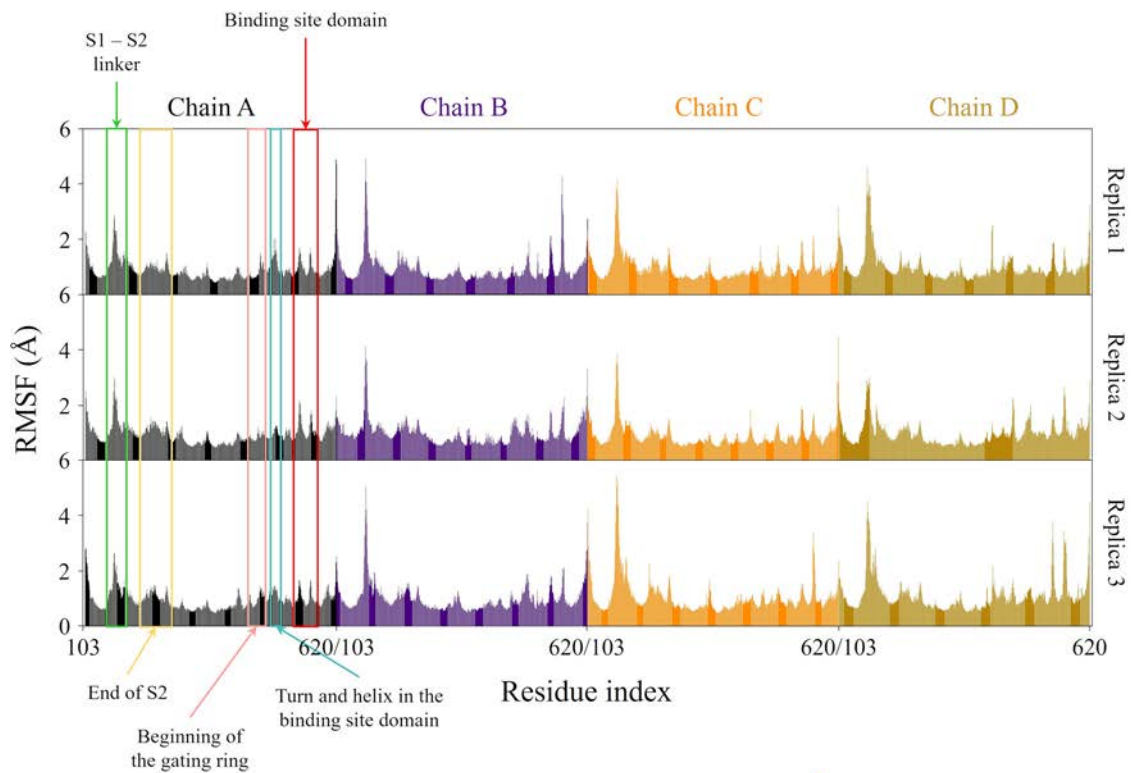 Binding site domain
S1 – S2
linker
Chain A
Chain B
Chain C
Chain D
6
4
2
6
4
2
6
4
2
0
RMSF (Å)
Replica 1
Replica 2
Replica 3
103
620/103
620/103
620/103
620
Residue index
End of S2
Turn and helix in the
binding site domain
Beginning of
the gating ring